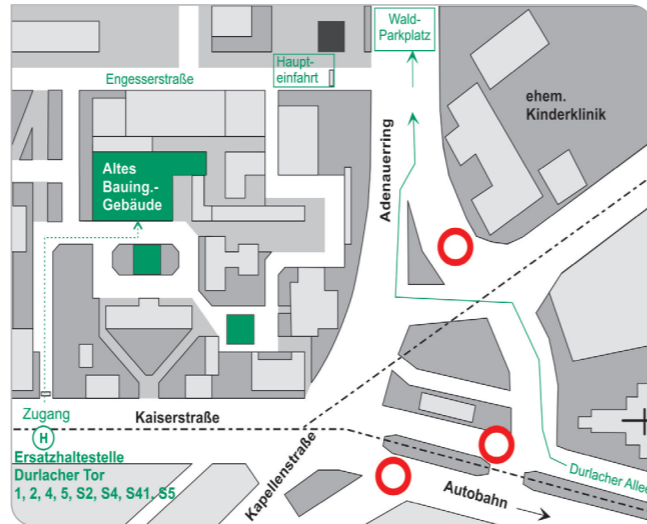 Wald-
Parkplatz
Haupt-
einfahrt
Engesserstraße
ehem.
Kinderklinik
Altes
Bauing.-
Gebäude
Adenauerring
Zugang
Kaiserstraße
H
Ersatzhaltestelle
Durlacher Tor
1, 2, 4, 5, S2, S4, S41, S5
Kapellenstraße
Durlacher Allee
Autobahn